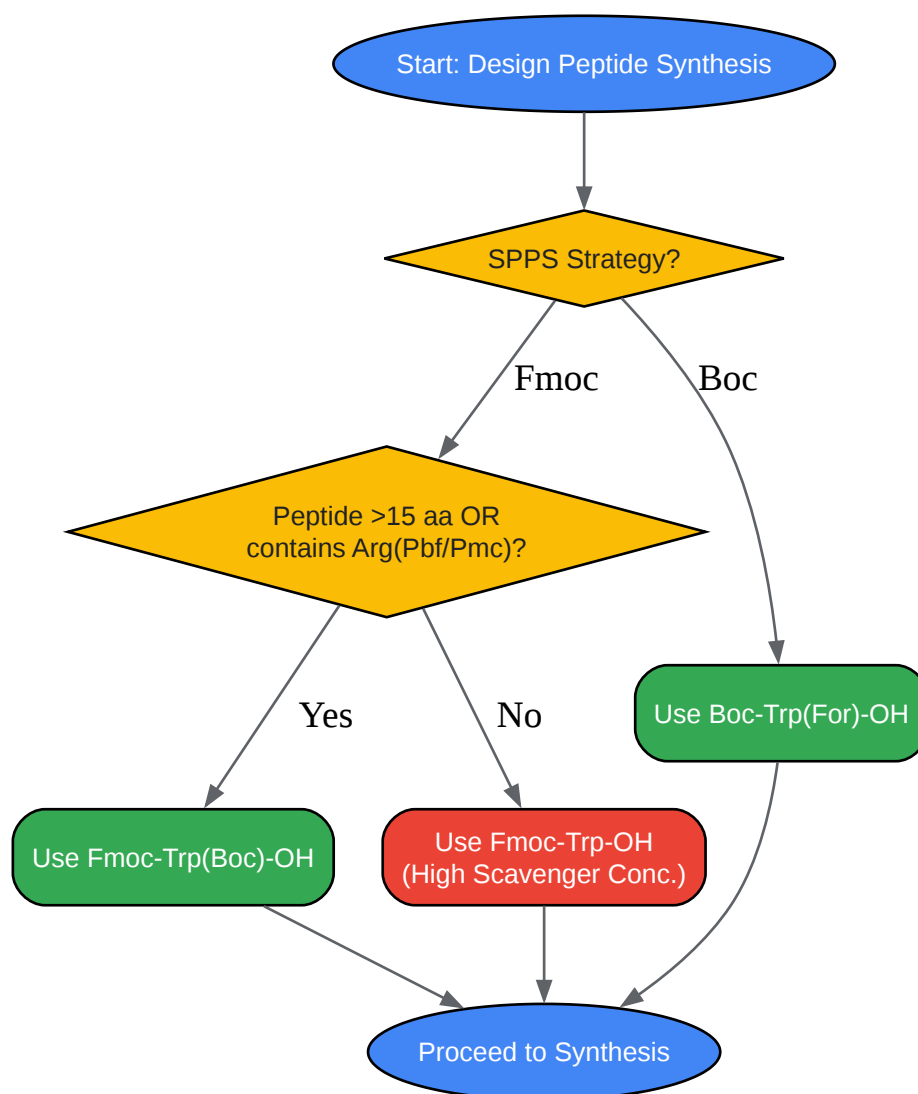 Start: Design Peptide Synthesis
SPPS Strategy?
Fmoc
Boc
Peptide >15 aa OR
contains Arg(Pbf/Pmc)?
Yes
No
Use Boc-Trp(For)-OH
Use Fmoc-Trp(Boc)-OH
Use Fmoc-Trp-OH
(High Scavenger Conc.)
Proceed to Synthesis